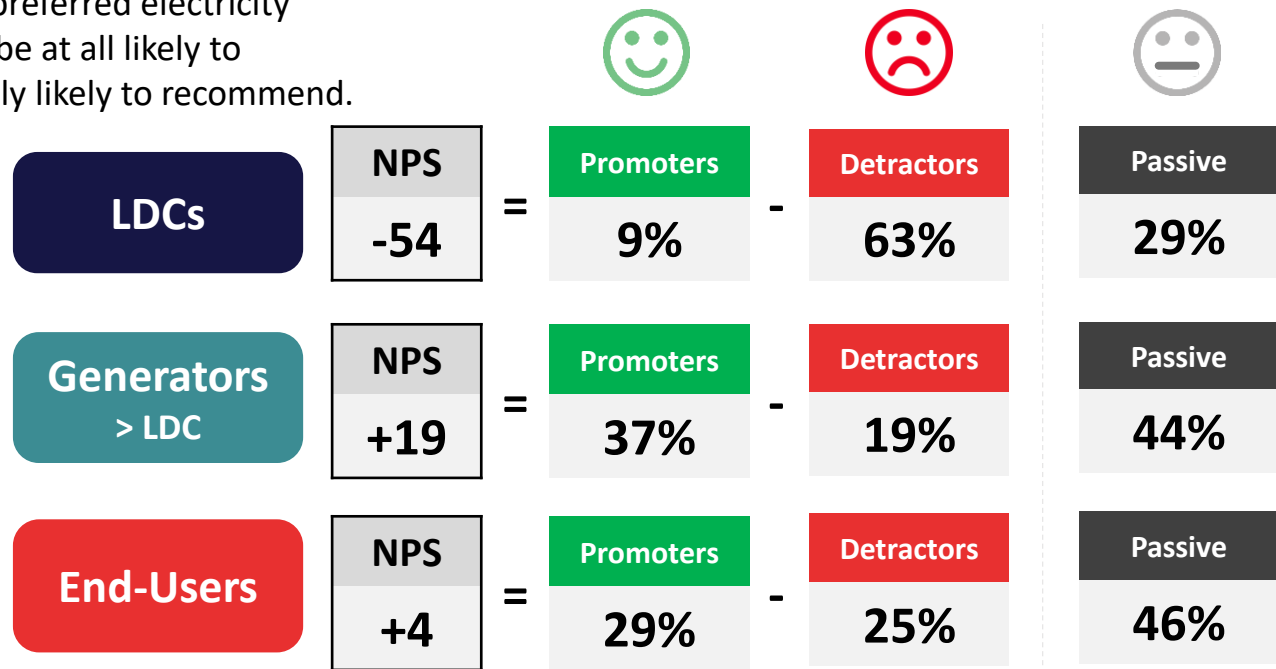 preferred electricity
be at all likely to
ly likely to recommend.
LDCs
NPS
-54
=
Promoters
9%
-
Detractors
63%
Passive
29%
Generators
> LDC
NPS
+19
=
Promoters
37%
-
Detractors
19%
Passive
44%
End-Users
NPS
+4
=
Promoters
29%
-
Detractors
25%
Passive
46%